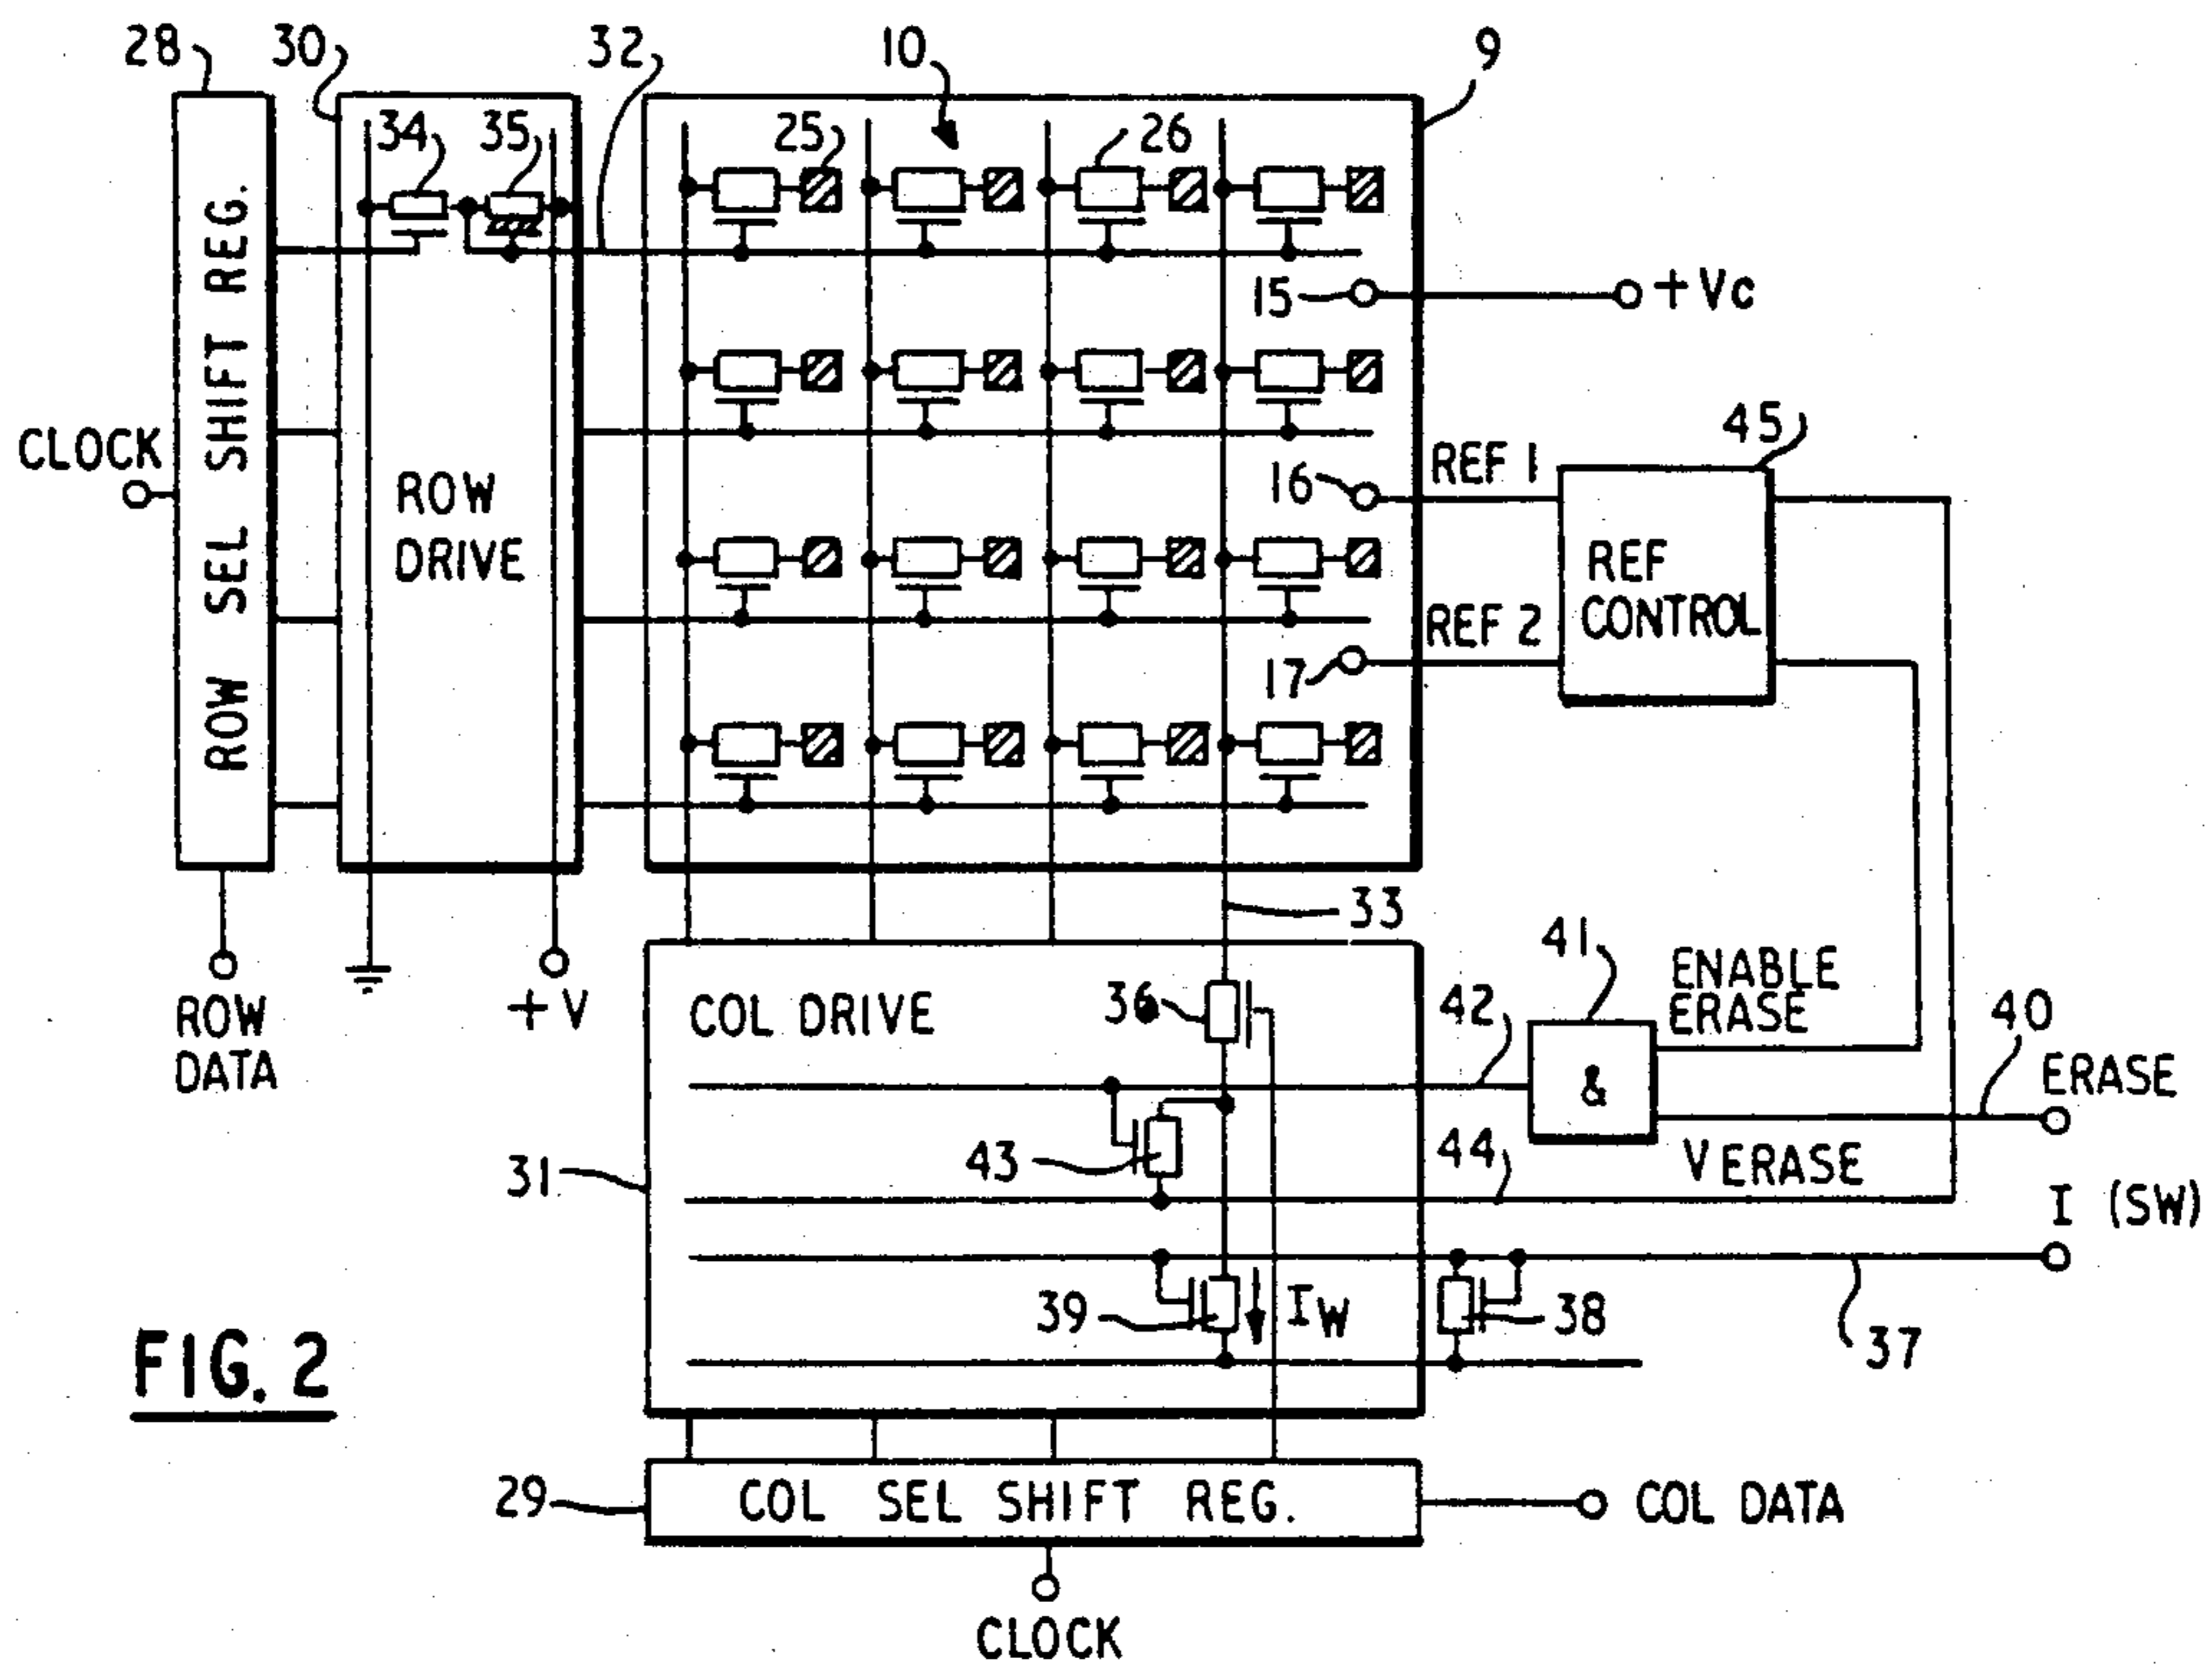 28
30
32
10
9
34
35
25
26
ROW SEL SHIFT REG.
15
+Vc
CLOCK
ROW
DRIVE
16
REF 1
45
REF
CONTROL
REF 2
17
33
ROW
DATA
+V
COL DRIVE
36
42
41
ENABLE
ERASE
40
ERASE
&
43
44
V ERASE
31
I (SW)
39
IW
38
37
FIG. 2
29
COL SEL SHIFT REG.
COL DATA
CLOCK